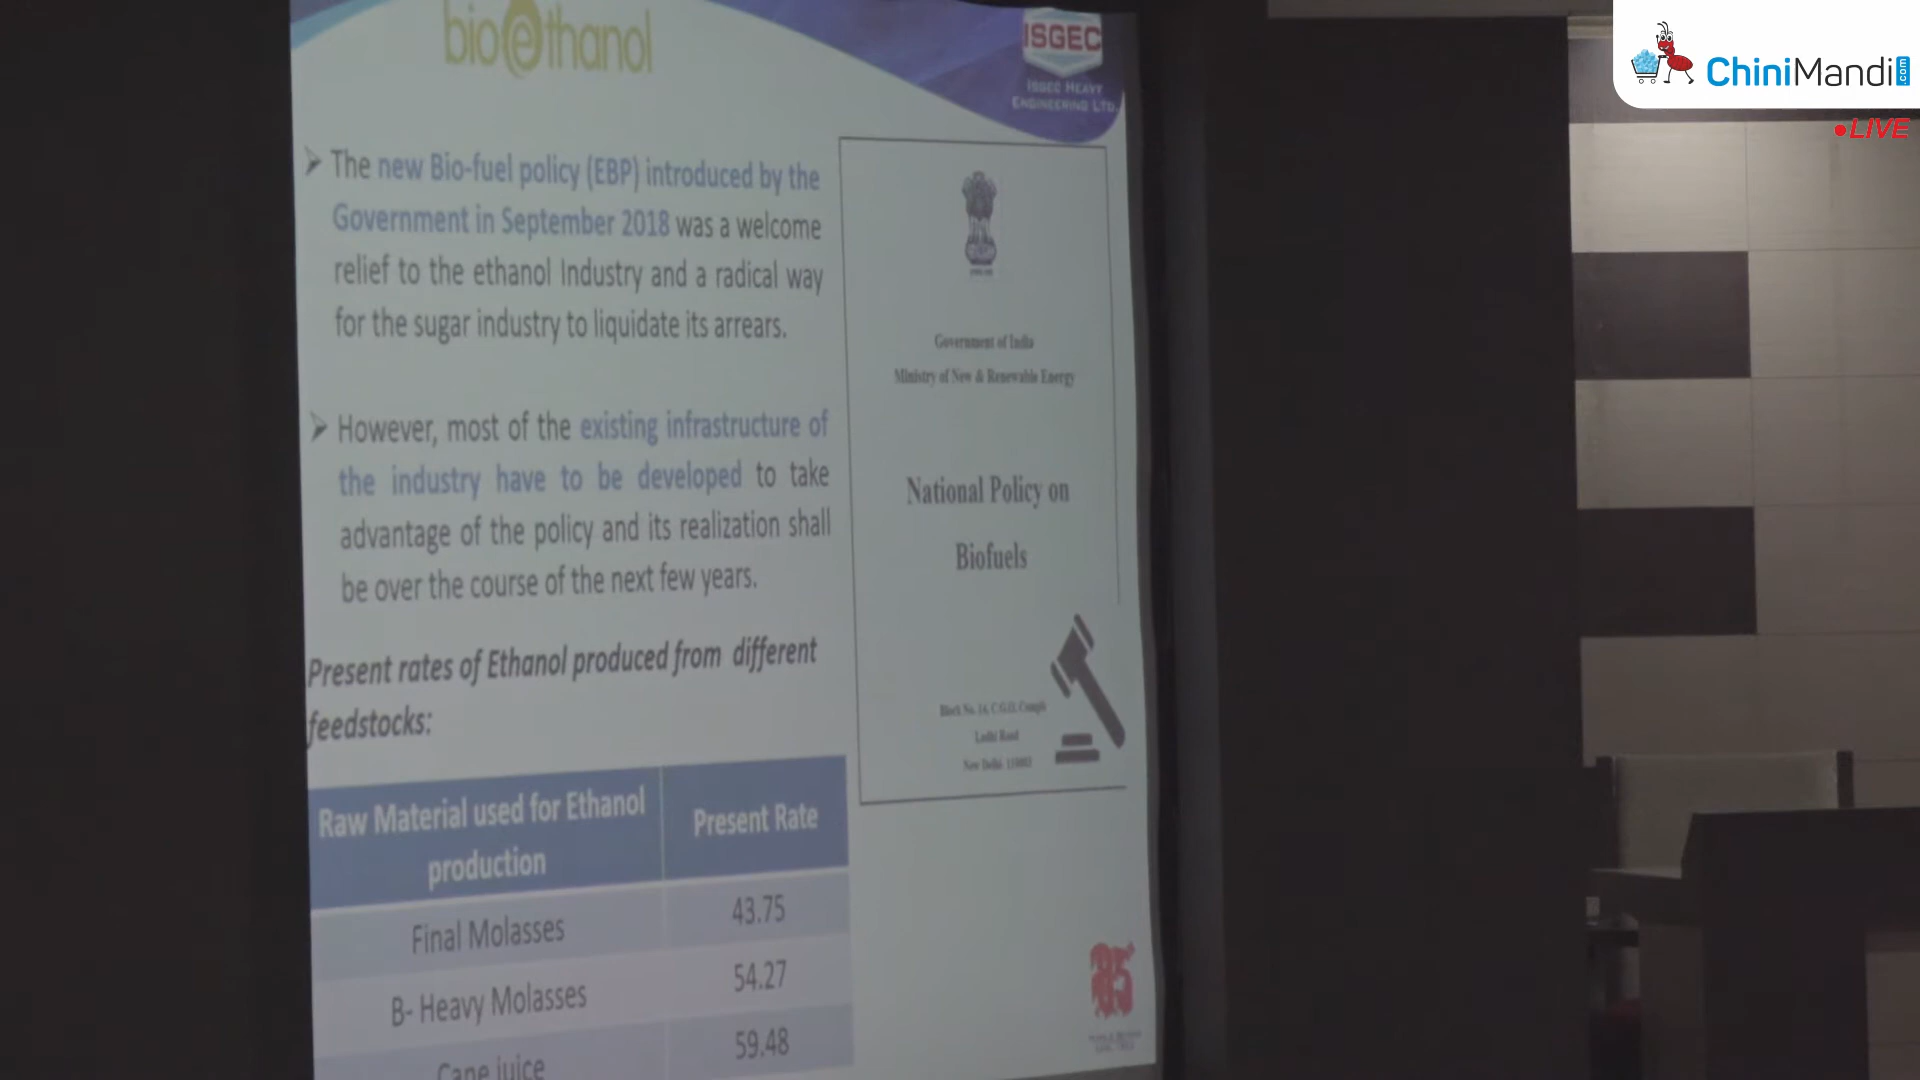 bioethanol
ISGEC
ISGEC HEAVY
ENGINEERING LTD.
ChiniMandi.com
LIVE
The new Bio-fuel policy (EBP) introduced by the
Government in September 2018 was a welcome
relief to the ethanol Industry and a radical way
for the sugar industry to liquidate its arrears.
However, most of the existing infrastructure of
the industry have to be developed to take
advantage of the policy and its realization shall
be over the course of the next few years.
Present rates of Ethanol produced from different
feedstocks:
Raw Material used for Ethanol
production
Present Rate
Final Molasses
43.75
B- Heavy Molasses
54.27
Cane juice
59.48
Government of India
Ministry of New & Renewable Energy
National Policy on
Biofuels
Block No. 14, C.G.O. Complex
Lodhi Road
New Delhi-110003
85